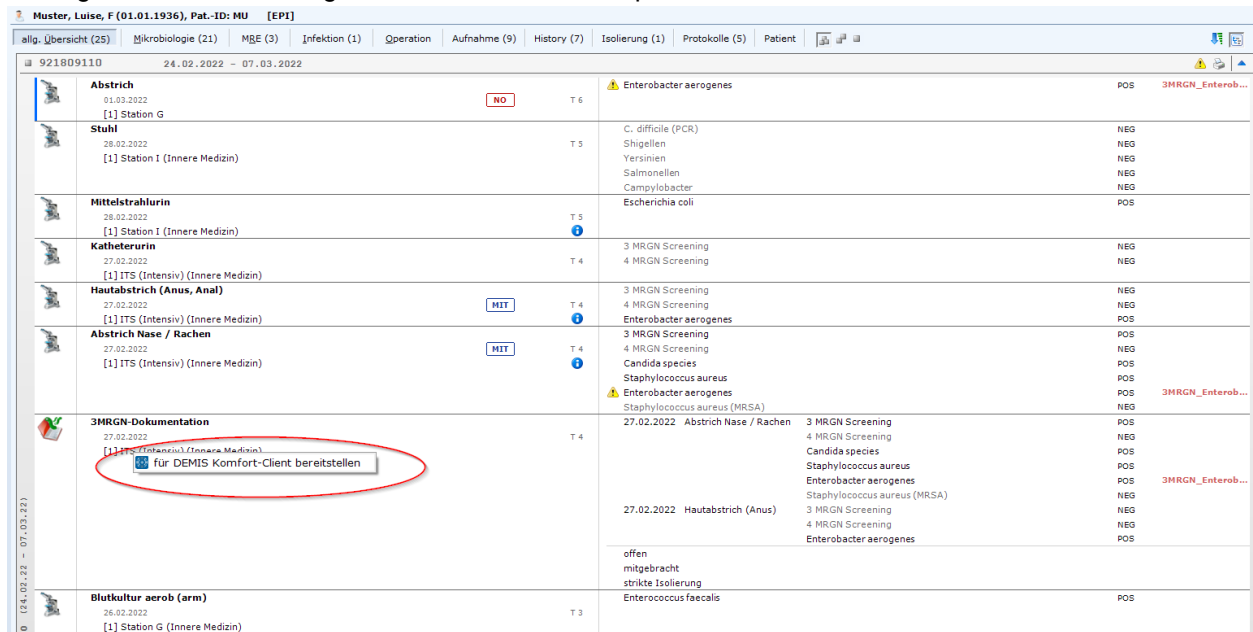 Muster, Luise, F (01.01.1936), Pat.-ID: MU [EPI]
allg. Übersicht (25) Mikrobiologie (21) MRE (3) Infektion (1) Operation Aufnahme (9) History (7) Isolierung (1) Protokolle (5) Patient
921809110 24.02.2022 - 07.03.2022
Abstrich Enterobacter aerogenes POS 3MRGN_Enterob...
01.03.2022 NO T 6
[1] Station G
Stuhl C. difficile (PCR) NEG
28.02.2022 T 5 Shigellen NEG
[1] Station I (Innere Medizin) Yersinien NEG
Salmonellen NEG
Campylobacter NEG
Mittelstrahlurin Escherichia coli POS
28.02.2022 T 5
[1] Station I (Innere Medizin)
Katheterurin 3 MRGN Screening NEG
27.02.2022 T 4 4 MRGN Screening NEG
[1] ITS (Intensiv) (Innere Medizin)
Hautabstrich (Anus, Anal) 3 MRGN Screening NEG
27.02.2022 MIT T 4 4 MRGN Screening NEG
[1] ITS (Intensiv) (Innere Medizin) Enterobacter aerogenes POS
Abstrich Nase / Rachen 3 MRGN Screening POS
27.02.2022 MIT T 4 4 MRGN Screening NEG
[1] ITS (Intensiv) (Innere Medizin) Candida species POS
Staphylococcus aureus POS
Enterobacter aerogenes POS 3MRGN_Enterob...
Staphylococcus aureus (MRSA) NEG
3MRGN-Dokumentation 27.02.2022 Abstrich Nase / Rachen 3 MRGN Screening POS
27.02.2022 T 4 4 MRGN Screening NEG
[1] ITS (Intensiv) (Innere Medizin) Candida species POS
für DEMIS Komfort-Client bereitstellen Staphylococcus aureus POS
Enterobacter aerogenes POS 3MRGN_Enterob...
Staphylococcus aureus (MRSA) NEG
27.02.2022 Hautabstrich (Anus) 3 MRGN Screening NEG
4 MRGN Screening NEG
Enterobacter aerogenes POS
offen
mitgebracht
strikte Isolierung
Blutkultur aerob (arm) Enterococcus faecalis POS
26.02.2022 T 3
[1] Station G (Innere Medizin)
(24.02.22 - 07.03.22)